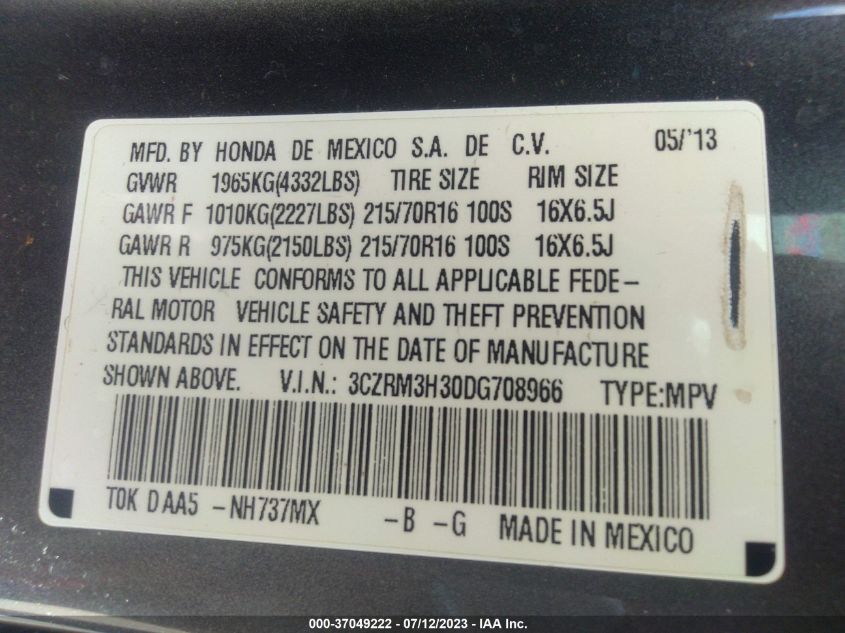 MFD. BY HONDA DE MEXICO S.A. DE C.V. 05/'13
GVWR 1965KG(4332LBS) TIRE SIZE RIM SIZE
GAWR F 1010KG(2227LBS) 215/70R16 100S 16X6.5J
GAWR R 975KG(2150LBS) 215/70R16 100S 16X6.5J
THIS VEHICLE CONFORMS TO ALL APPLICABLE FEDE-
RAL MOTOR VEHICLE SAFETY AND THEFT PREVENTION
STANDARDS IN EFFECT ON THE DATE OF MANUFACTURE
SHOWN ABOVE. V.I.N.: 3CZRM3H30DG708966 TYPE:MPV
T0K D AA5 -NH737MX -B -G MADE IN MEXICO
000-37049222 - 07/12/2023 - IAA Inc.